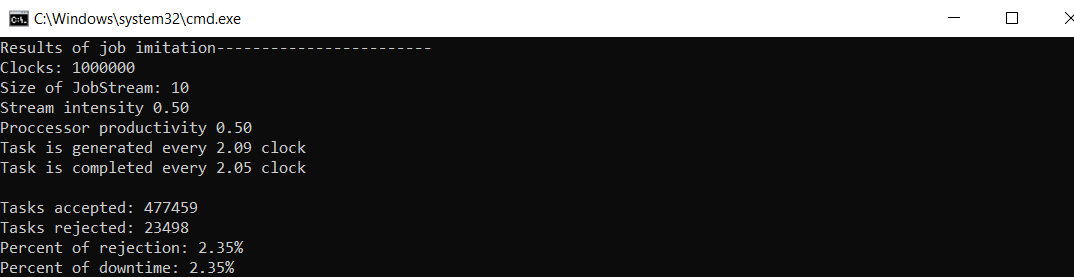 C:\Windows\system32\cmd.exe
Results of job imitation------------------------
Clocks: 1000000
Size of JobStream: 10
Stream intensity 0.50
Proccessor productivity 0.50
Task is generated every 2.09 clock
Task is completed every 2.05 clock
Tasks accepted: 477459
Tasks rejected: 23498
Percent of rejection: 2.35%
Percent of downtime: 2.35%